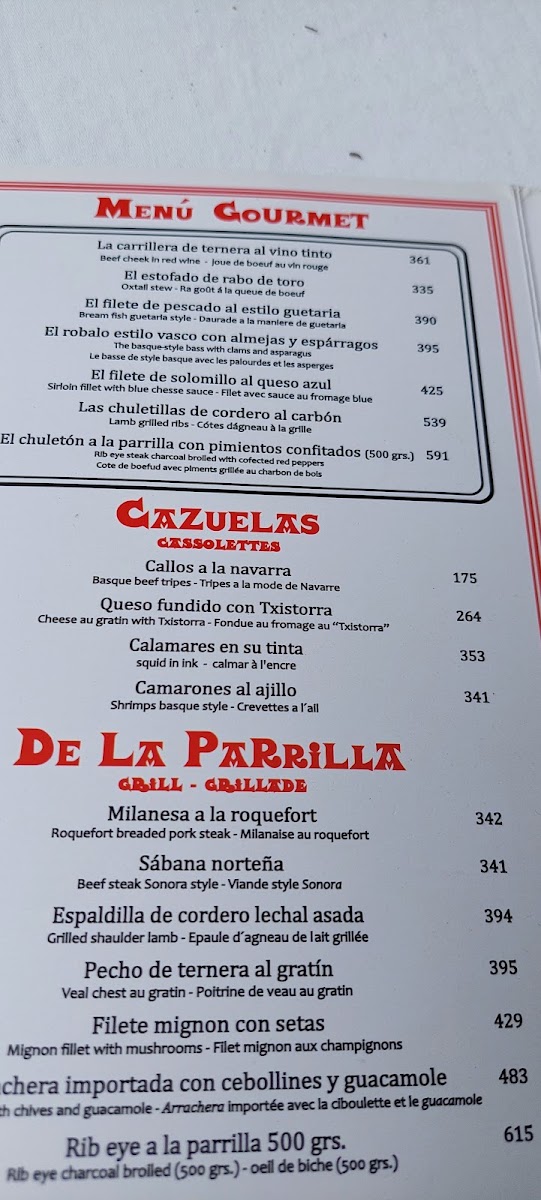 MENÚ GOURMET
La carrillera de ternera al vino tinto 361
Beef cheek in red wine - Joue de boeuf au vin rouge
El estofado de rabo de toro 335
Oxtail stew - Ra goût á la queue de boeuf
El filete de pescado al estilo guetaria 390
Bream fish guetaria style - Daurade a la maniere de guetaria
El robalo estilo vasco con almejas y espárragos 395
The basque-style bass with clams and asparagus
Le basse de style basque avec les palourdes et les asperges
El filete de solomillo al queso azul 425
Sirloin fillet with blue chesse sauce - Filet avec sauce au fromage blue
Las chuletillas de cordero al carbón 539
Lamb grilled ribs - Côtes dágneau à la grille
El chuletón a la parrilla con pimientos confitados (500 grs.) 591
Rib eye steak charcoal broiled with cofected red peppers
Cote de boefud avec piments grillée au charbon de bois
CAZUELAS
CASSOLETTES
Callos a la navarra 175
Basque beef tripes - Tripes a la mode de Navarre
Queso fundido con Txistorra 264
Cheese au gratin with Txistorra - Fondue au fromage au "Txistorra"
Calamares en su tinta 353
squid in ink - calmar à l'encre
Camarones al ajillo 341
Shrimps basque style - Crevettes a l'ail
DE LA PARRILLA
GRILL - GRILLADE
Milanesa a la roquefort 342
Roquefort breaded pork steak - Milanaise au roquefort
Sábana norteña 341
Beef steak Sonora style - Viande style Sonora
Espaldilla de cordero lechal asada 394
Grilled shaulder lamb - Epaule d´agneau de lait grillée
Pecho de ternera al gratín 395
Veal chest au gratin - Poitrine de veau au gratin
Filete mignon con setas 429
Mignon fillet with mushrooms - Filet mignon aux champignons
achera importada con cebollines y guacamole 483
th chives and guacamole - Arrachera importée avec la ciboulette et le guacamole
Rib eye a la parrilla 500 grs. 615
Rib eye charcoal broiled (500 grs.) - oeil de biche (500 grs.)